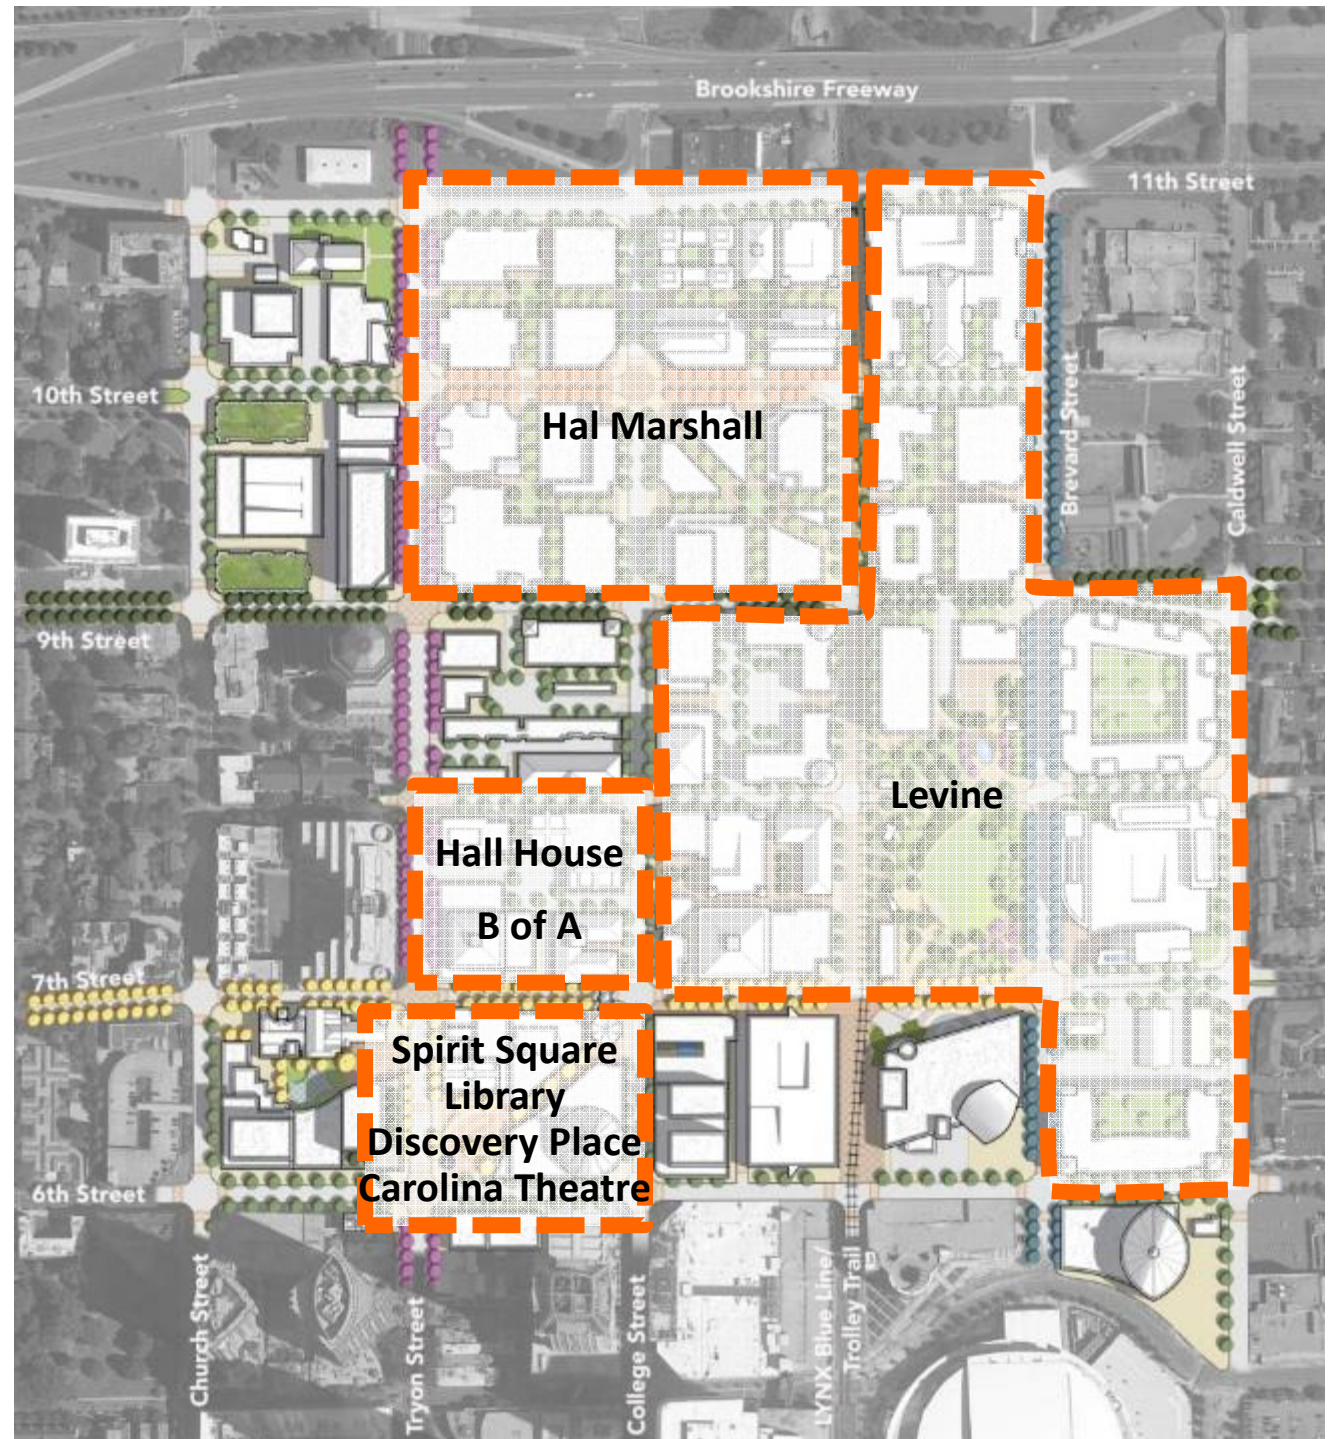 Brookshire Freeway
11th Street
10th Street
Hal Marshall
Brevard Street
Caldwell Street
9th Street
Levine
Hall House
B of A
7th Street
Spirit Square
Library
Discovery Place
Carolina Theatre
6th Street
Church Street
Tryon Street
College Street
LYNX Blue Line/
Trolley Trail